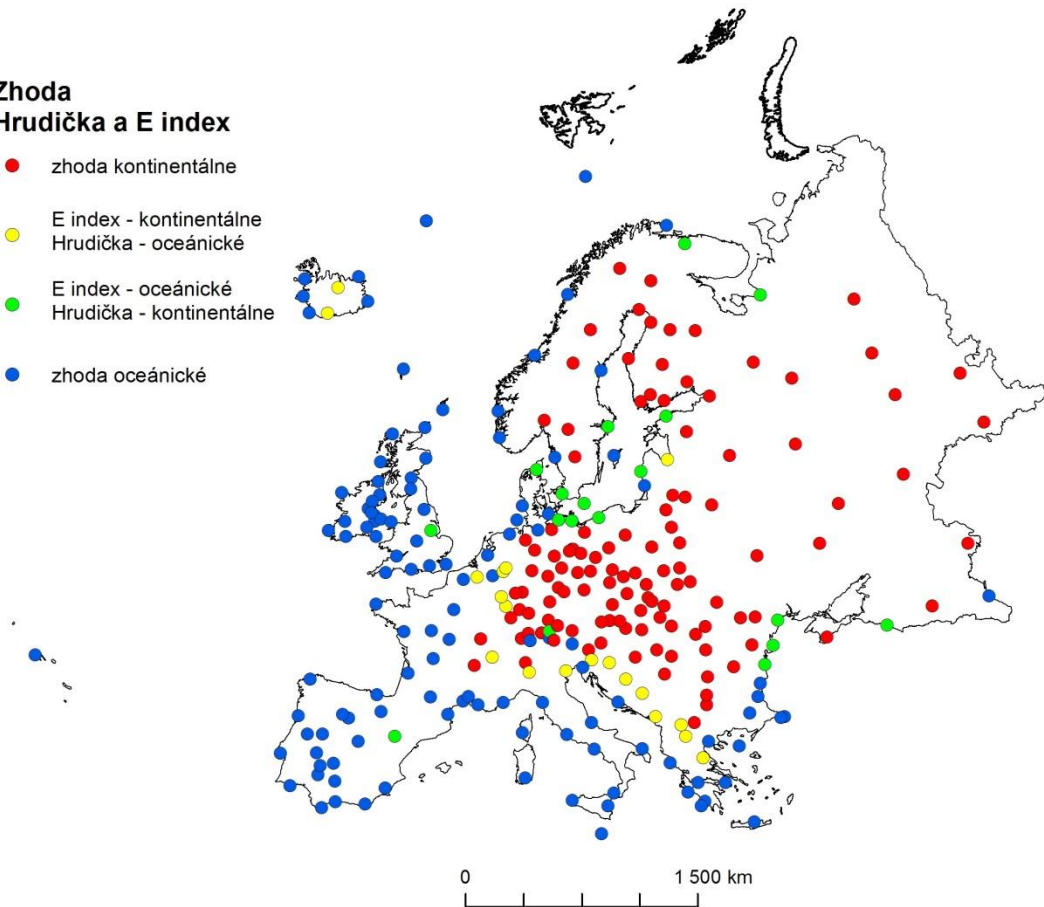 Zhoda
Hrudička a E index
zhoda kontinentálne
E index - kontinentálne
Hrudička - oceánické
E index - oceánické
Hrudička - kontinentálne
zhoda oceánické
0 1 500 km